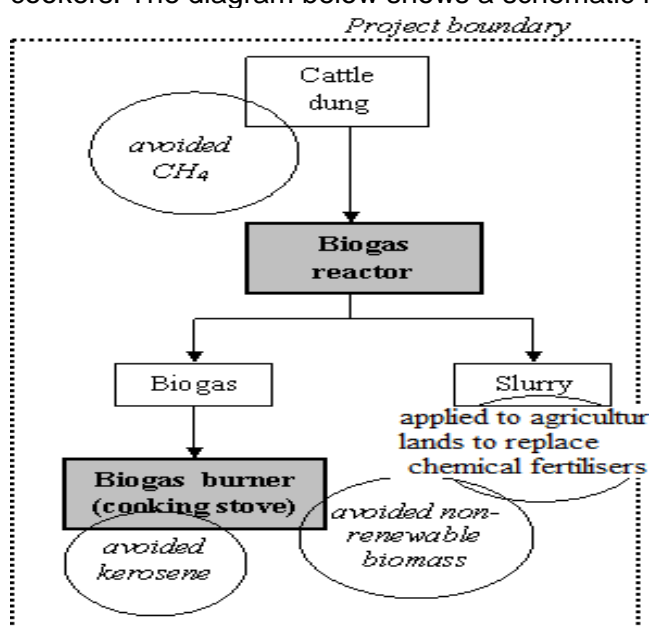 cookers. The diagram below shows a schematic
Project boundary
Cattle
dung
avoided
CH4
Biogas
reactor
Biogas
Slurry
applied to agricultur
lands to replace
chemical fertilisers
Biogas burner
(cooking stove)
avoided non-
renewable
biomass
avoided
kerosene